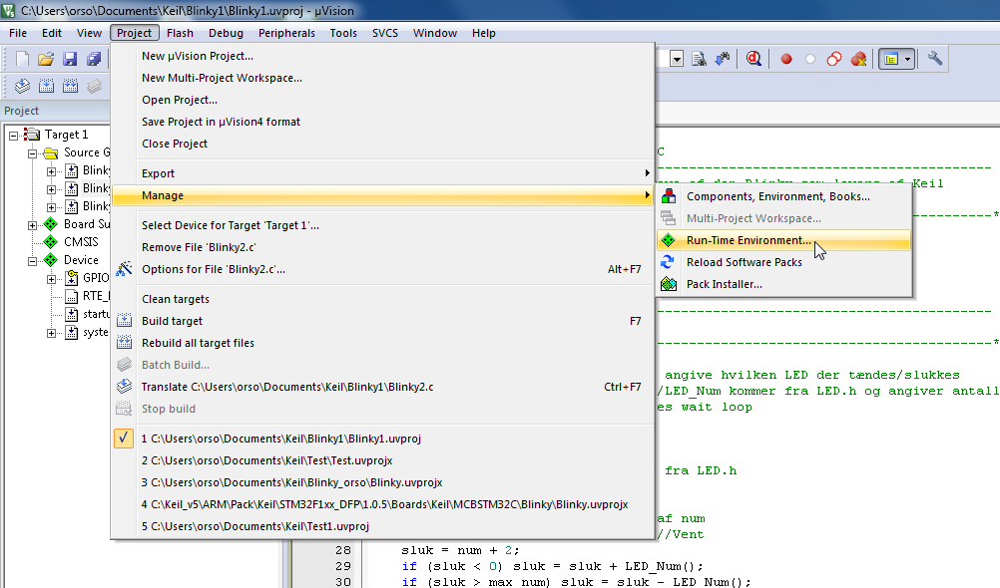 C:\Users\orso\Documents\Keil\Blinky1\Blinky1.uvproj - µVision
File Edit View Project Flash Debug Peripherals Tools SVCS Window Help
New µVision Project...
New Multi-Project Workspace...
Open Project...
Save Project in µVision4 format
Close Project
Export
Manage
Select Device for Target 'Target 1'...
Remove File 'Blinky2.c'
Options for File 'Blinky2.c'... Alt+F7
Clean targets
Build target F7
Rebuild all target files
Batch Build...
Translate C:\Users\orso\Documents\Keil\Blinky1\Blinky2.c Ctrl+F7
Stop build
1 C:\Users\orso\Documents\Keil\Blinky1\Blinky1.uvproj
2 C:\Users\orso\Documents\Keil\Test\Test.uvprojx
3 C:\Users\orso\Documents\Keil\Blinky_orso\Blinky.uvprojx
4 C:\Keil_v5\ARM\Pack\Keil\STM32F1xx_DFP\1.0.5\Boards\Keil\MCBSTM32C\Blinky\Blinky.uvprojx
5 C:\Users\orso\Documents\Keil\Test1.uvproj
Components, Environment, Books...
Multi-Project Workspace...
Run-Time Environment...
Reload Software Packs
Pack Installer...
Project
Target 1
Source G
Blinky
Blinky
Blinky
Board Su
CMSIS
Device
GPIO
RTE_
startu
syste
C
af den Blinky som leveres af Keil
angive hvilken LED der tændes/slukkes
/LED_Num kommer fra LED.h og angiver antall
es wait loop
fra LED.h
af num
//Vent
28 sluk = num + 2;
29 if (sluk < 0) sluk = sluk + LED_Num();
30 if (sluk > max_num) sluk = sluk - LED_Num();